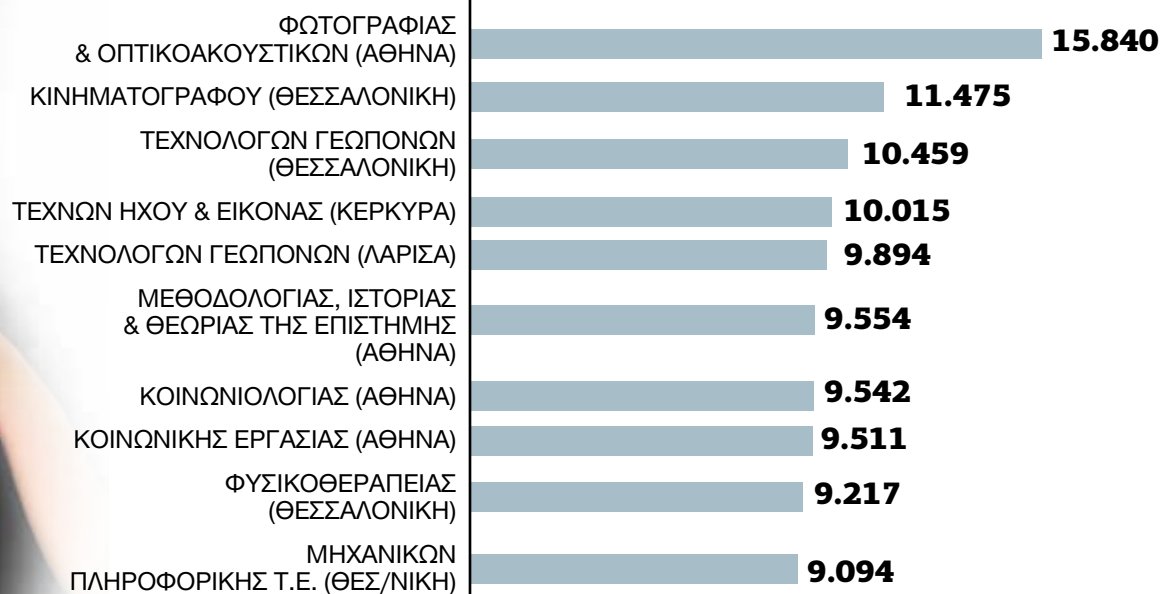 ΦΩΤΟΓΡΑΦΙΑΣ
& ΟΠΤΙΚΟΑΚΟΥΣΤΙΚΩΝ (ΑΘΗΝΑ)
15.840
ΚΙΝΗΜΑΤΟΓΡΑΦΟΥ (ΘΕΣΣΑΛΟΝΙΚΗ)
11.475
ΤΕΧΝΟΛΟΓΩΝ ΓΕΩΠΟΝΩΝ
(ΘΕΣΣΑΛΟΝΙΚΗ)
10.459
ΤΕΧΝΩΝ ΗΧΟΥ & ΕΙΚΟΝΑΣ (ΚΕΡΚΥΡΑ)
10.015
ΤΕΧΝΟΛΟΓΩΝ ΓΕΩΠΟΝΩΝ (ΛΑΡΙΣΑ)
9.894
ΜΕΘΟΔΟΛΟΓΙΑΣ, ΙΣΤΟΡΙΑΣ
& ΘΕΩΡΙΑΣ ΤΗΣ ΕΠΙΣΤΗΜΗΣ
(ΑΘΗΝΑ)
9.554
ΚΟΙΝΩΝΙΟΛΟΓΙΑΣ (ΑΘΗΝΑ)
9.542
ΚΟΙΝΩΝΙΚΗΣ ΕΡΓΑΣΙΑΣ (ΑΘΗΝΑ)
9.511
ΦΥΣΙΚΟΘΕΡΑΠΕΙΑΣ
(ΘΕΣΣΑΛΟΝΙΚΗ)
9.217
ΜΗΧΑΝΙΚΩΝ
ΠΛΗΡΟΦΟΡΙΚΗΣ Τ.Ε. (ΘΕΣ/ΝΙΚΗ)
9.094